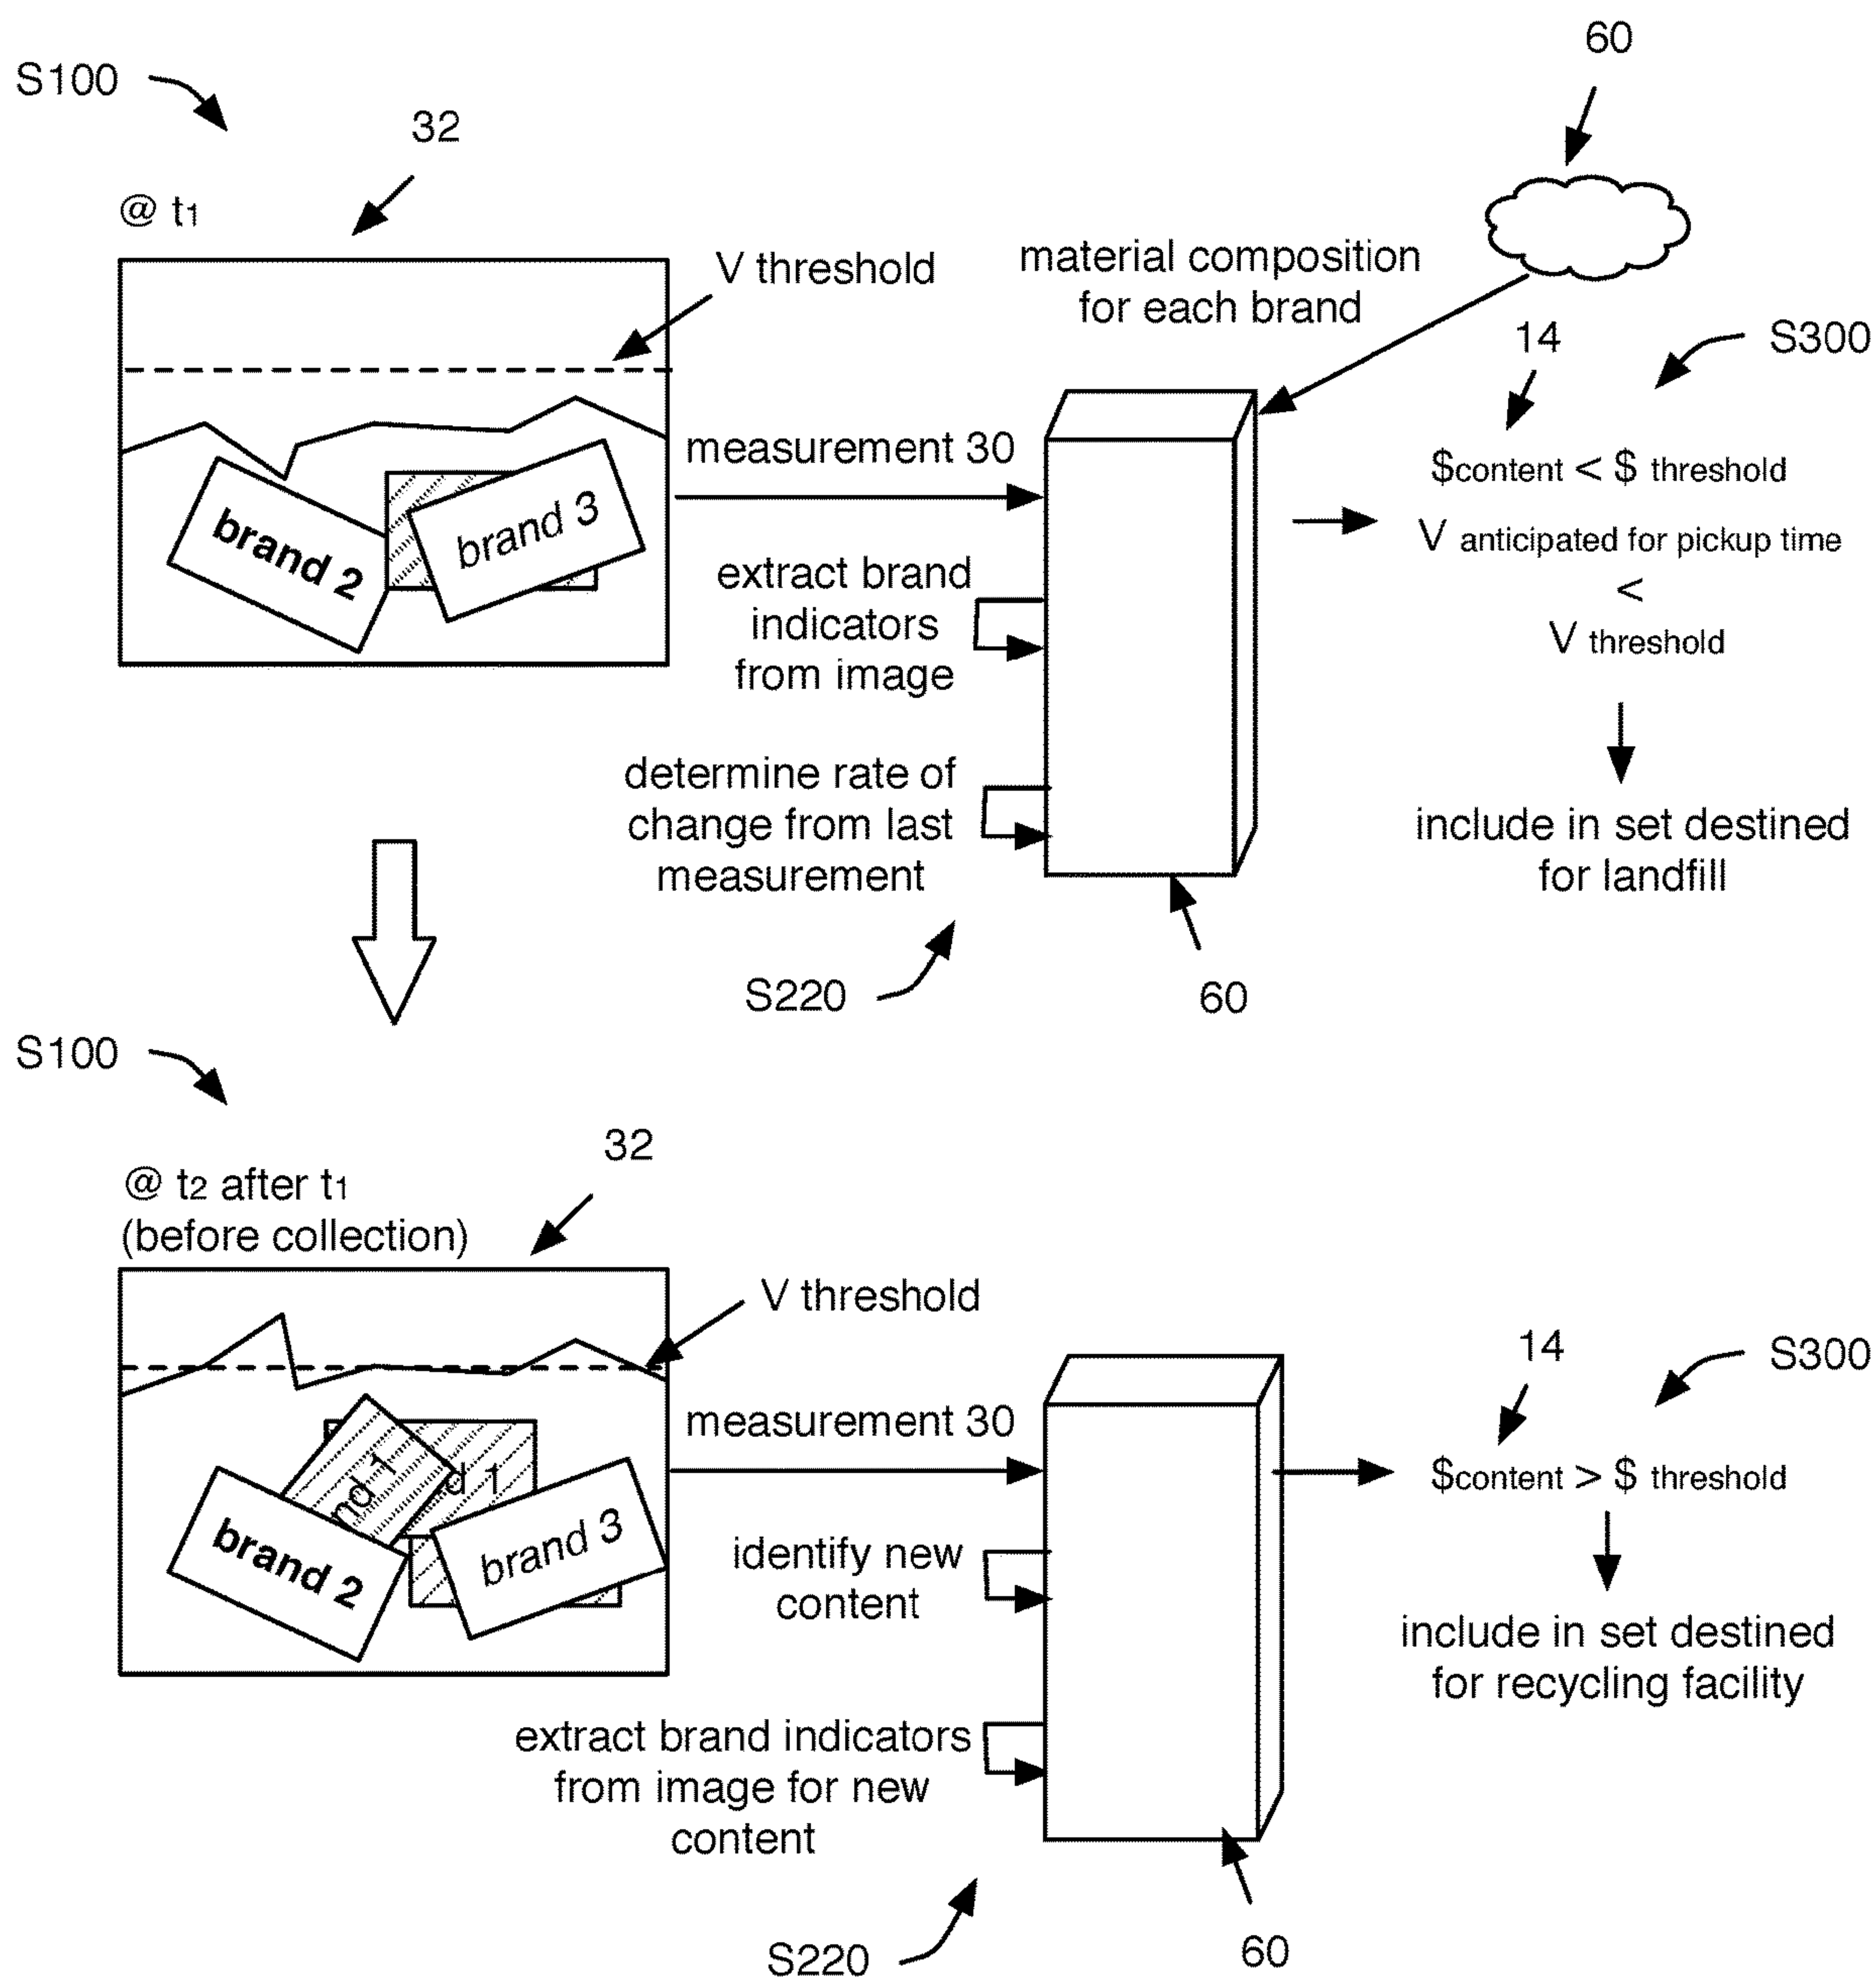 S100
32
60
@ t1
V threshold
material composition
for each brand
14
S300
measurement 30
$content < $ threshold
V anticipated for pickup time
<
V threshold
brand 2
brand 3
extract brand
indicators
from image
determine rate of
change from last
measurement
include in set destined
for landfill
S220
60
S100
32
@ t2 after t1
(before collection)
V threshold
14
S300
measurement 30
$content > $ threshold
nd 1
d 1
brand 2
brand 3
identify new
content
include in set destined
for recycling facility
extract brand indicators
from image for new
content
S220
60